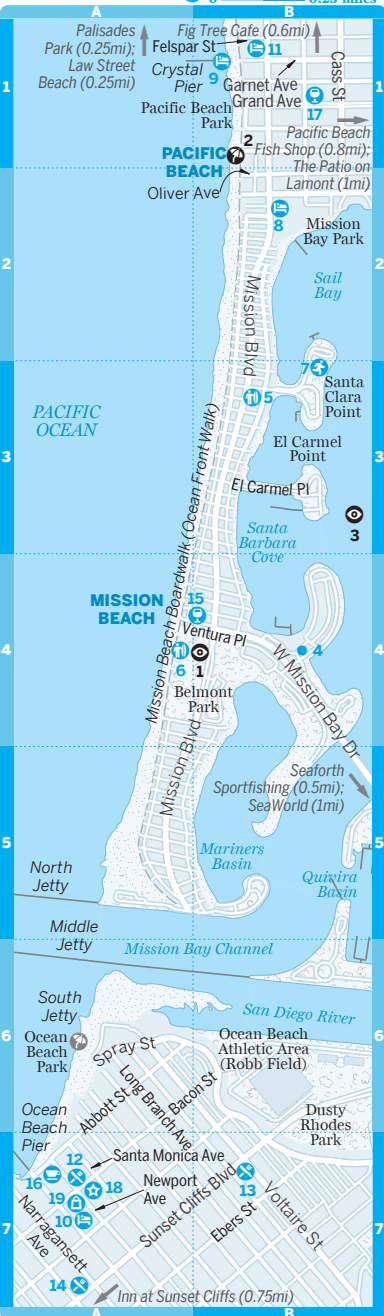 0 0.25 miles
A B
Palisades
Park (0.25mi);
Law Street
Beach (0.25mi)
Fig Tree Cafe (0.6mi)
Felspar St
11
Crystal
Pier
9
Garnet Ave
Grand Ave
Cass St
17
1 1
Pacific Beach
Park
2
PACIFIC
BEACH
Pacific Beach
Fish Shop (0.8mi);
The Patio on
Lamont (1mi)
Oliver Ave
8
Mission
Bay Park
2 2
Sail
Bay
Mission Blvd
7
5
Santa
Clara
Point
PACIFIC
OCEAN
El Carmel
Point
3 3
El Carmel Pl
3
Santa
Barbara
Cove
Mission Beach Boardwalk (Ocean Front Walk)
MISSION
BEACH
15
Ventura Pl
4 4
6
1
4
W Mission Bay Dr
Belmont
Park
Mission Blvd
Seaforth
Sportfishing (0.5mi);
SeaWorld (1mi)
5 5
Mariners
Basin
North
Jetty
Quivira
Basin
Middle
Jetty
Mission Bay Channel
South
Jetty
San Diego River
6 6
Ocean
Beach
Park
Spray St
Ocean Beach
Athletic Area
(Robb Field)
Abbott St
Long Branch Ave
Bacon St
Ocean
Beach
Pier
Dusty
Rhodes
Park
12
Santa Monica Ave
16
18
19
Newport
Ave
10
13
Sunset Cliffs Blvd
Voltaire St
Ebers St
7 7
Narragansett
Ave
14
Inn at Sunset Cliffs (0.75mi)
A B